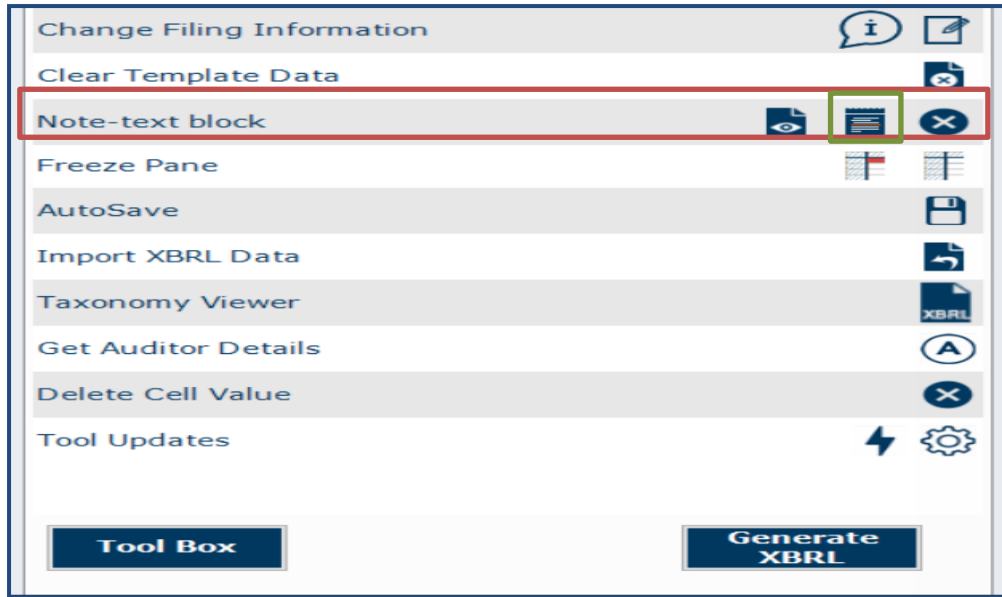 Change Filing Information
i
Clear Template Data
Note-text block
Freeze Pane
AutoSave
Import XBRL Data
Taxonomy Viewer
XBRL
Get Auditor Details
A
Delete Cell Value
Tool Updates
Tool Box
Generate
XBRL